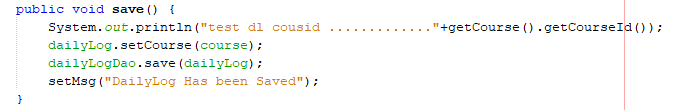 public void save() {
System.out.println("test dl cousid ............."+getCourse().getCourseId());
dailyLog.setCourse(course);
dailyLogDao.save(dailyLog);
setMsg("DailyLog Has been Saved");
}